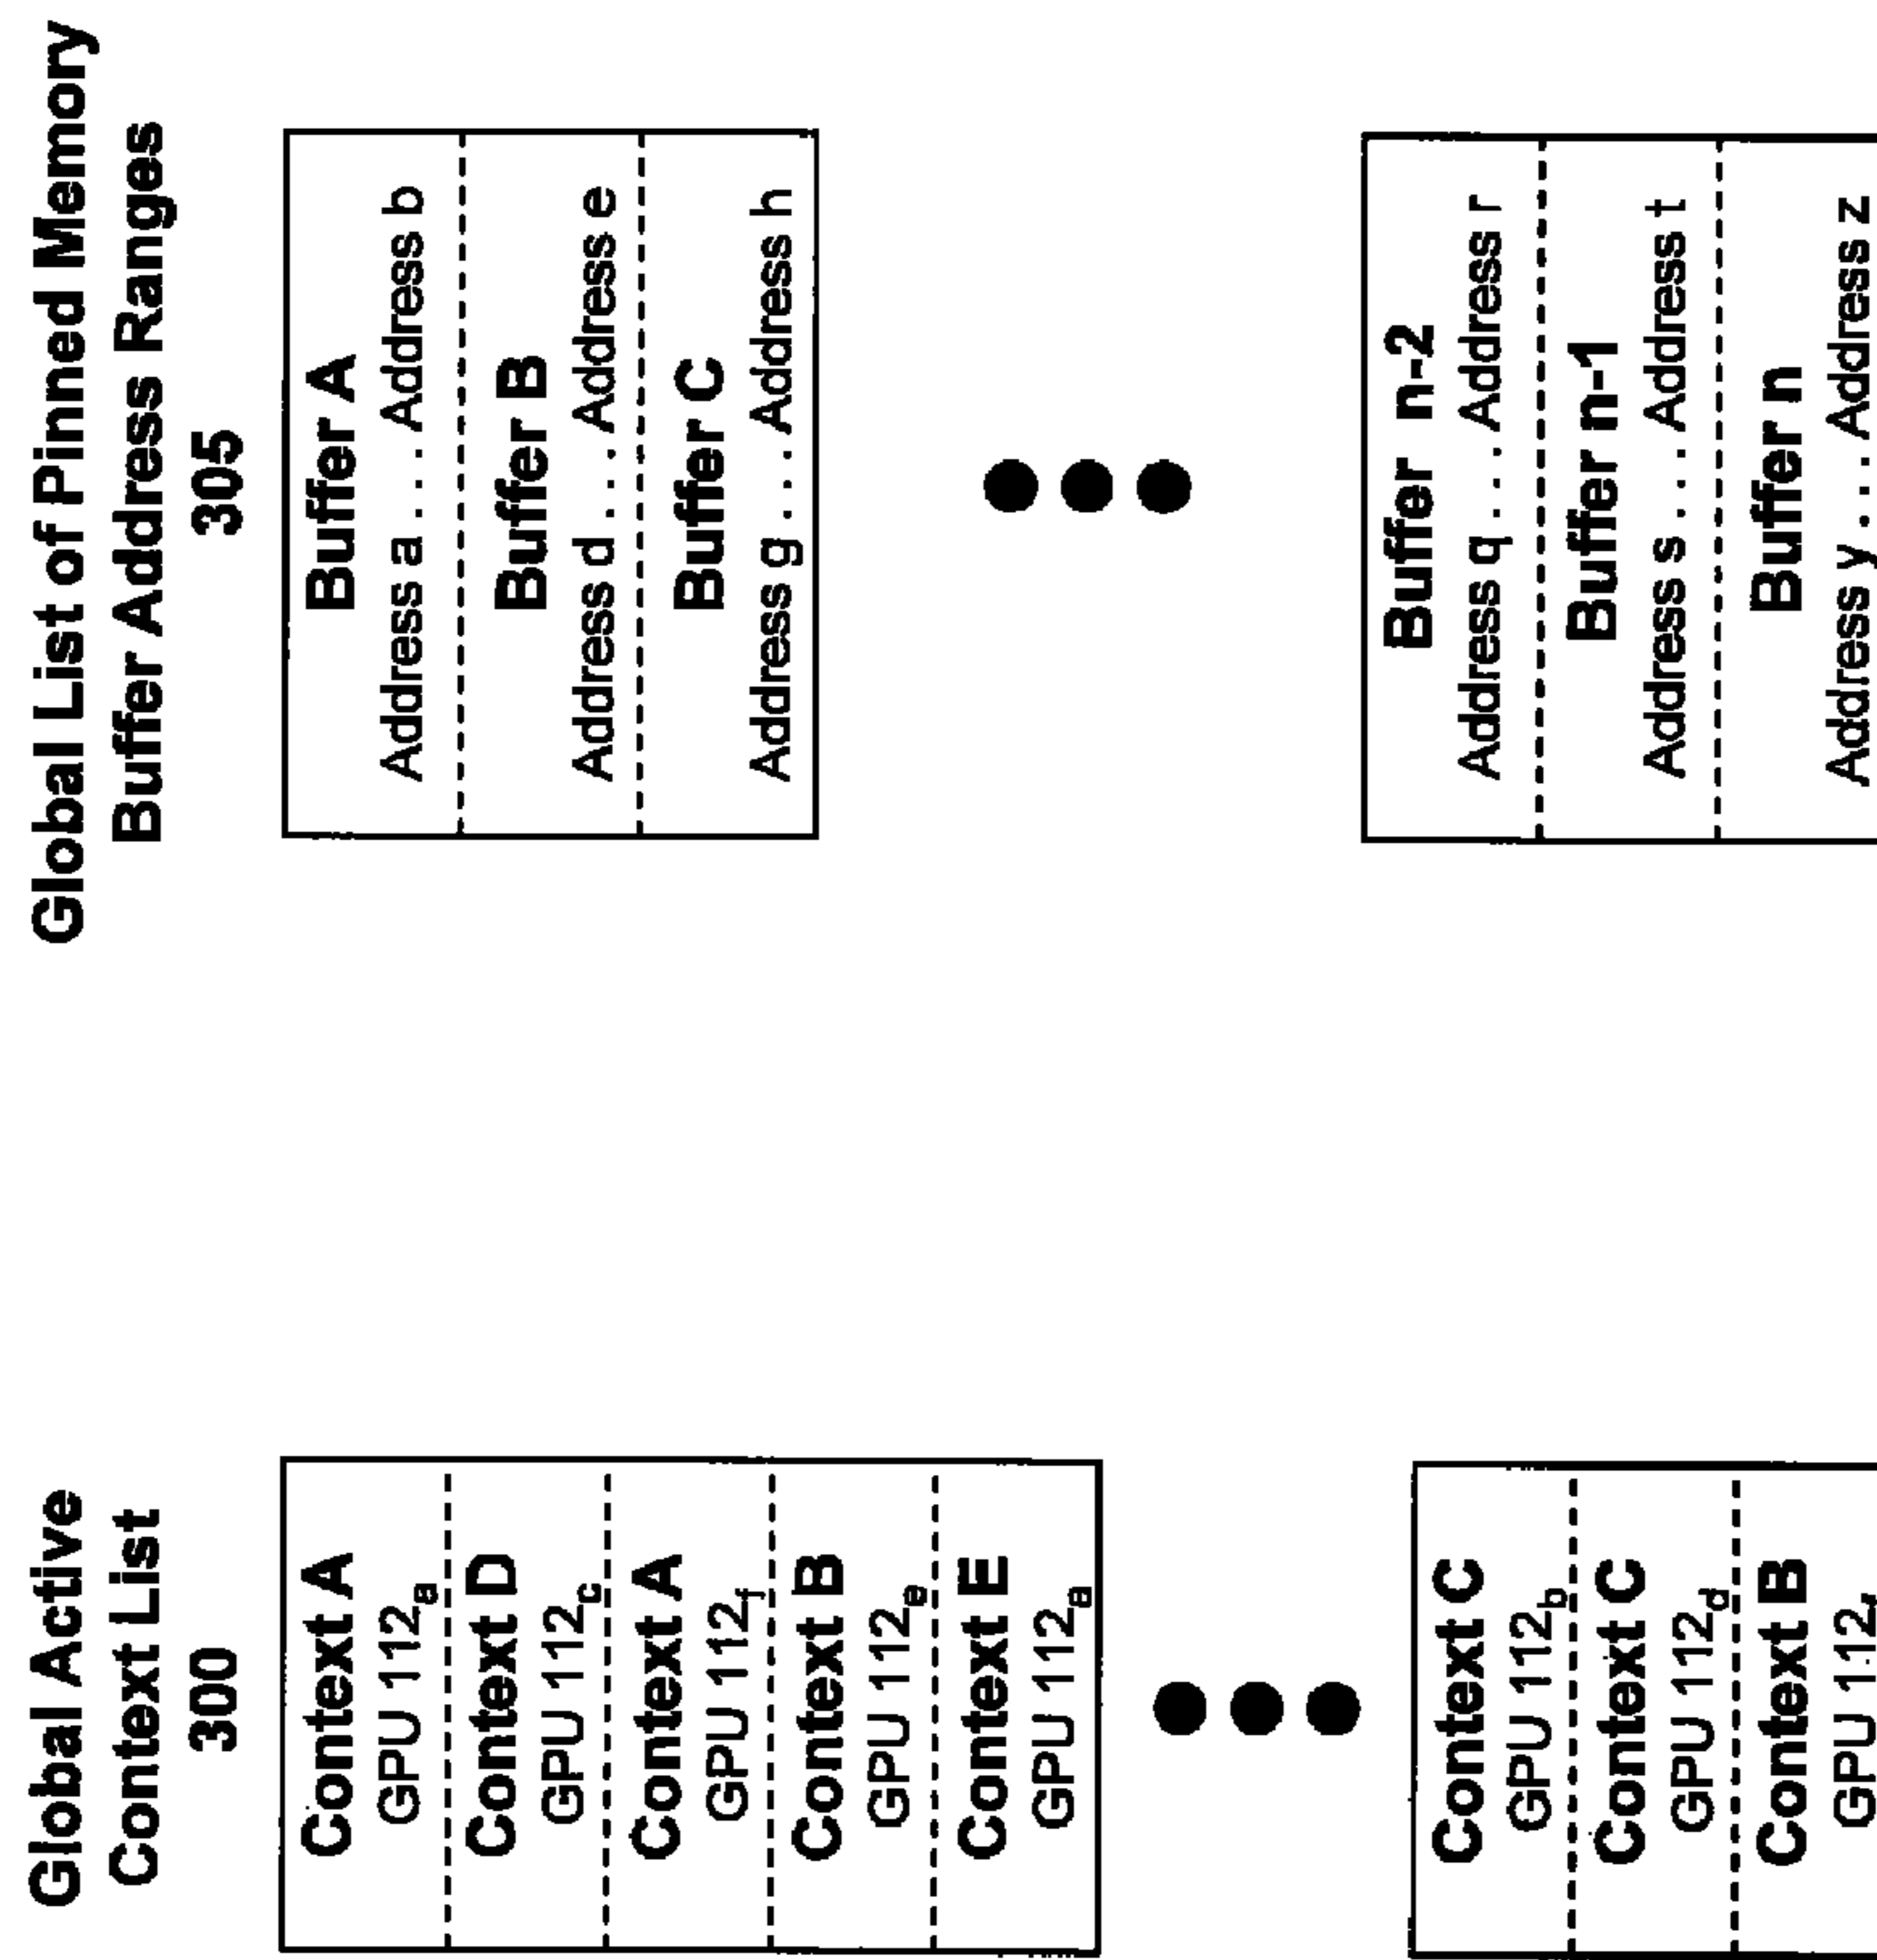 Global Active
Context List
300
Context A
GPU 112a
Context D
GPU 112c
Context A
GPU 112f
Context B
GPU 112e
Context E
GPU 112a
Context C
GPU 112b
Context C
GPU 112d
Context B
GPU 112
Global List of Pinned Memory
Buffer Address Ranges
305
Buffer A
Address a . . . Address b
Buffer B
Address d . . . Address e
Buffer C
Address g . . . Address h
Buffer n-2
Address q . . . Address r
Buffer n-1
Address s . . . Address t
Buffer n
Address y . . . Address z